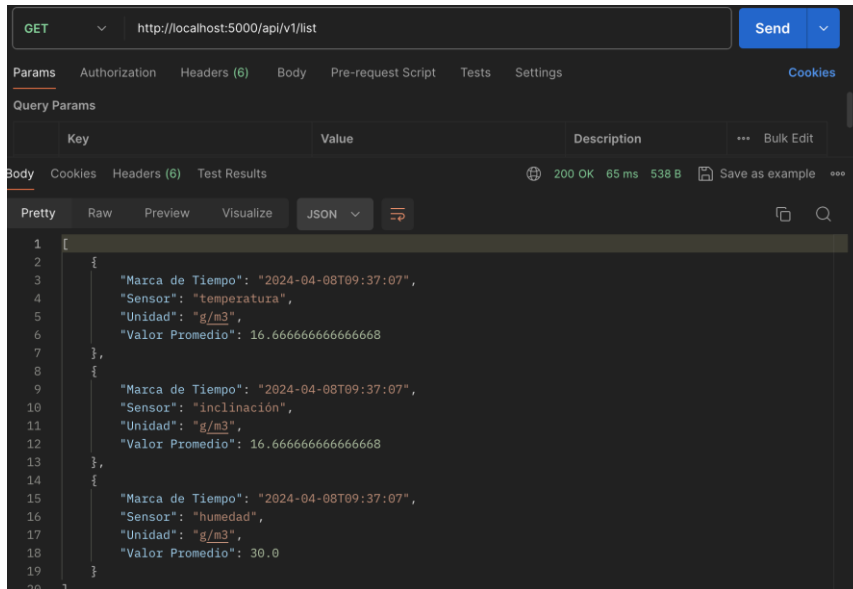 GET http://localhost:5000/api/v1/list Send
Params Authorization Headers (6) Body Pre-request Script Tests Settings Cookies
Query Params
Key Value Description ••• Bulk Edit
Body Cookies Headers (6) Test Results 200 OK 65 ms 538 B Save as example •••
Pretty Raw Preview Visualize JSON
1 [
2 {
3 "Marca de Tiempo": "2024-04-08T09:37:07",
4 "Sensor": "temperatura",
5 "Unidad": "g/m3",
6 "Valor Promedio": 16.666666666666668
7 },
8 {
9 "Marca de Tiempo": "2024-04-08T09:37:07",
10 "Sensor": "inclinación",
11 "Unidad": "g/m3",
12 "Valor Promedio": 16.666666666666668
13 },
14 {
15 "Marca de Tiempo": "2024-04-08T09:37:07",
16 "Sensor": "humedad",
17 "Unidad": "g/m3",
18 "Valor Promedio": 30.0
19 }
20 ]